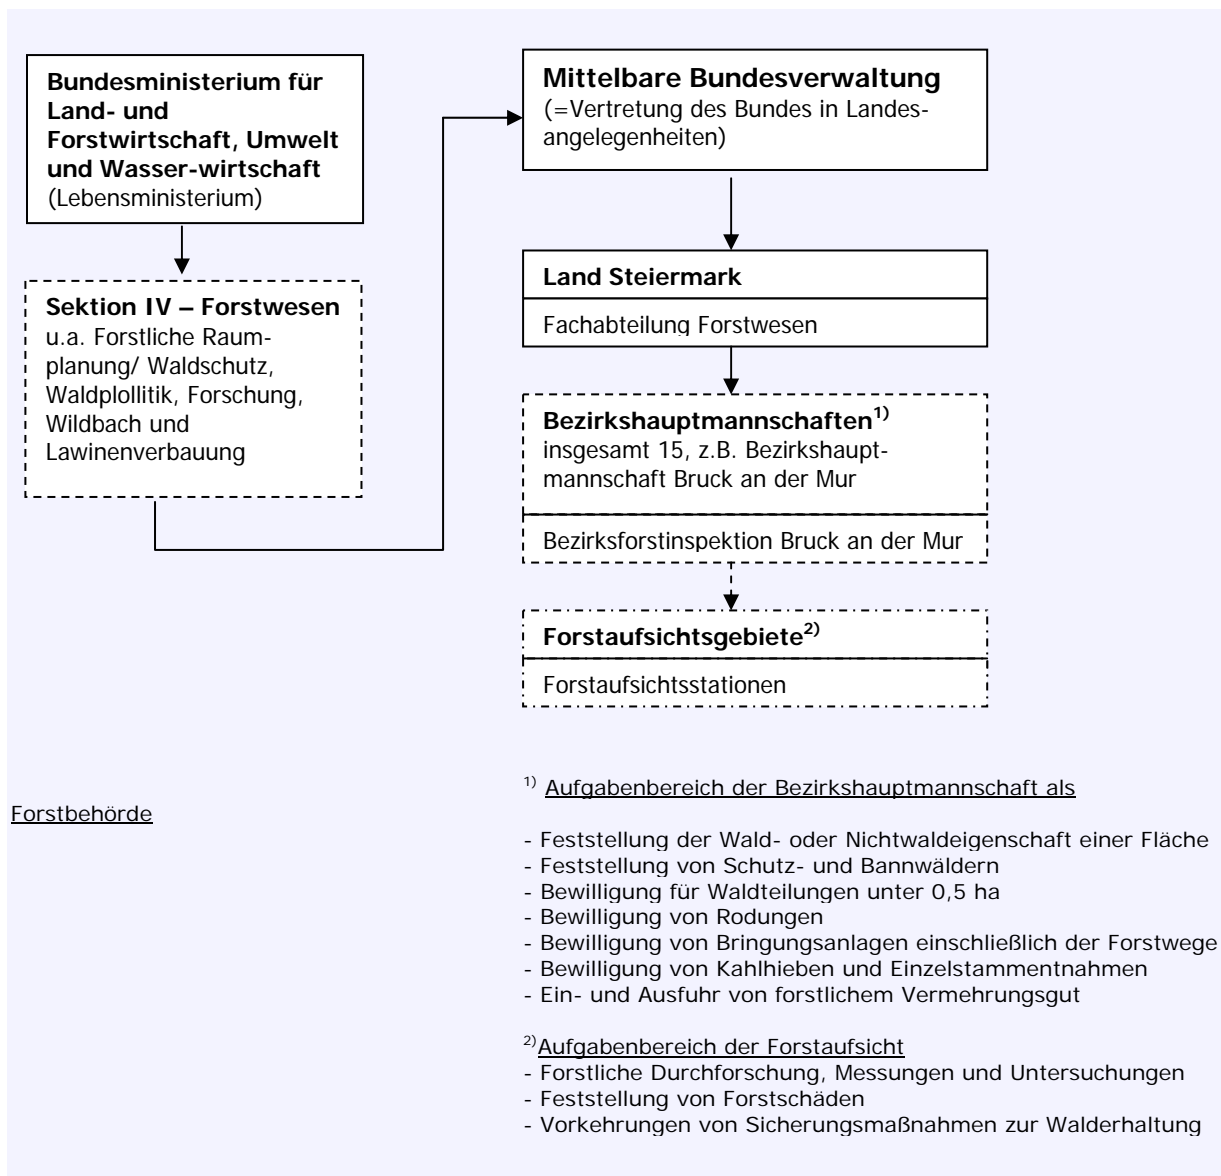 Bundesministerium für
Land- und
Forstwirtschaft, Umwelt
und Wasser-wirtschaft
(Lebensministerium)
Sektion IV – Forstwesen
u.a. Forstliche Raum-
planung/ Waldschutz,
Waldplollitik, Forschung,
Wildbach und
Lawinenverbauung
Mittelbare Bundesverwaltung
(=Vertretung des Bundes in Landes-
angelegenheiten)
Land Steiermark
Fachabteilung Forstwesen
Bezirkshauptmannschaften1)
insgesamt 15, z.B. Bezirkshaupt-
mannschaft Bruck an der Mur
Bezirksforstinspektion Bruck an der Mur
Forstaufsichtsgebiete2)
Forstaufsichtsstationen
1) Aufgabenbereich der Bezirkshauptmannschaft als
Forstbehörde
- Feststellung der Wald- oder Nichtwaldeigenschaft einer Fläche
- Feststellung von Schutz- und Bannwäldern
- Bewilligung für Waldteilungen unter 0,5 ha
- Bewilligung von Rodungen
- Bewilligung von Bringungsanlagen einschließlich der Forstwege
- Bewilligung von Kahlhieben und Einzelstammentnahmen
- Ein- und Ausfuhr von forstlichem Vermehrungsgut
2)Aufgabenbereich der Forstaufsicht
- Forstliche Durchforschung, Messungen und Untersuchungen
- Feststellung von Forstschäden
- Vorkehrungen von Sicherungsmaßnahmen zur Walderhaltung